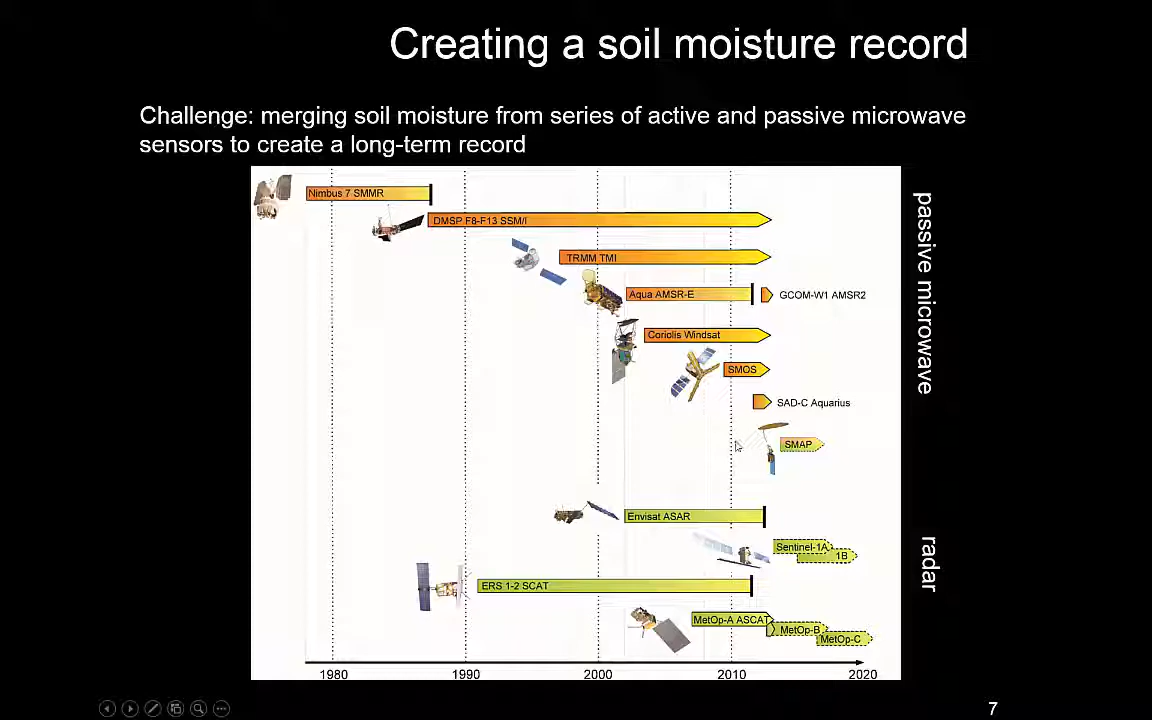 Creating a soil moisture record
Challenge: merging soil moisture from series of active and passive microwave
sensors to create a long-term record
Nimbus 7 SMMR
DMSP F8-F13 SSM/I
TRMM TMI
Aqua AMSR-E
GCOM-W1 AMSR2
Coriolis Windsat
SMOS
SAD-C Aquarius
SMAP
passive microwave
Envisat ASAR
Sentinel-1A
1B
ERS 1-2 SCAT
MetOp-A ASCAT
MetOp-B
MetOp-C
radar
1980 1990 2000 2010 2020
7